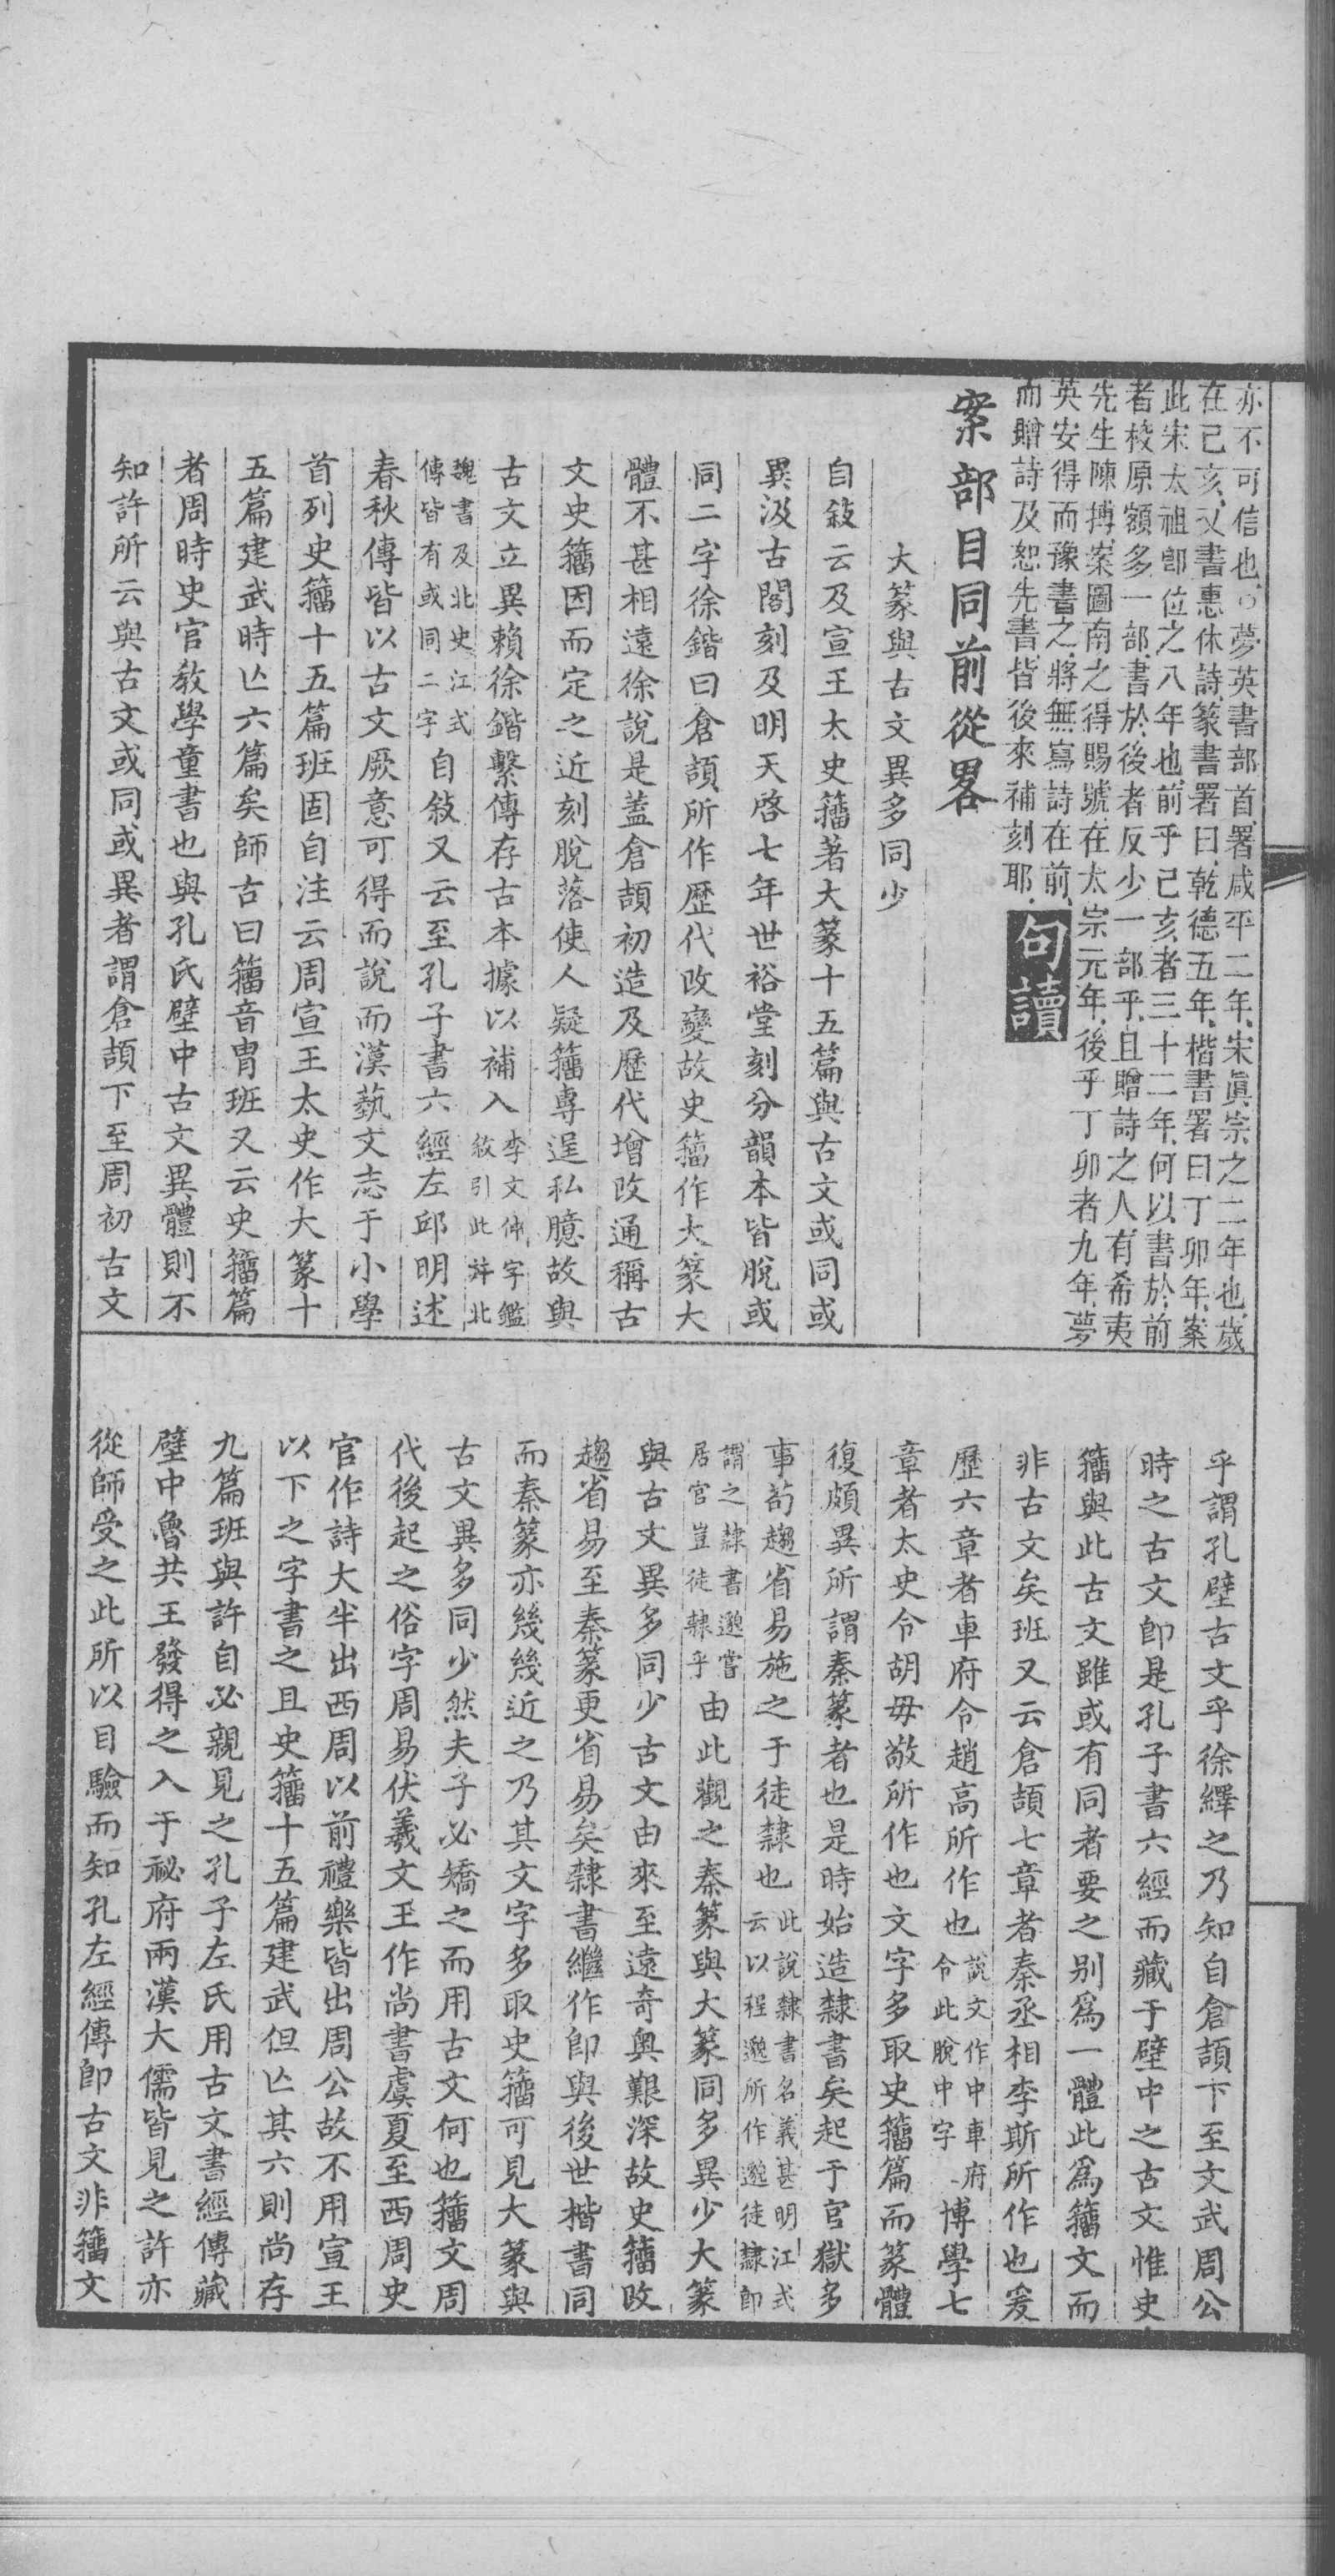 亦不可信也。○夢英書部首、署咸平二年、宋眞宗之二年也、歲
在己亥、又書惠休詩、篆書署曰、乾德五年、楷書署曰丁卯年、案
此宋太祖卽位之八年也、前乎己亥者三十二年、何以書於前
者校原額多一部、書於後者反少一部乎、且贈詩之人有希夷
先生陳摶、案圖南之得賜號、在太宗元年、後乎丁卯者九年、夢
英安得而豫書之、將無寫詩在前、
而贈詩及恕先書、皆後來補刻耶、句讀
案部目同前從畧
大篆與古文異多同少
自敍云及宣王太史籒著大篆十五篇與古文或同或
異汲古閣刻及明天啓七年世裕堂刻分韻本皆脫或
同二字徐鍇曰倉頡所作歷代改變故史籒作大篆大
體不甚相遠徐說是葢倉頡初造及歷代增改通稱古
文史籒因而定之近刻脫落使人疑籒專逞私臆故與
古文立異賴徐鍇繫傳存古本據以補入李文仲字鑑
敍引此并北
魏書及北史江式
傳皆有或同二字自敍又云至孔子書六經左邱明述
春秋傳皆以古文厥意可得而說而漢藝文志于小學
首列史籒十五篇班固自注云周宣王太史作大篆十
五篇建武時亾六篇矣師古曰籒音冑班又云史籒篇
者周時史官敎學童書也與孔氏壁中古文異體則不
知許所云與古文或同或異者謂倉頡下至周初古文
乎謂孔壁古文乎徐繹之乃知自倉頡下至文武周公
時之古文卽是孔子書六經而藏于壁中之古文惟史
籒與此古文雖或有同者要之别爲一體此爲籒文而
非古文矣班又云倉頡七章者秦丞相李斯所作也爰
歷六章者車府令趙高所作也說文作中車府
令此脫中字博學七
章者太史令胡毋敬所作也文字多取史籒篇而篆體
復頗異所謂秦篆者也是時始造隸書矣起于官獄多
事茍趨省易施之于徒隸也此說隸書名義甚明江式
云以程邈所作邈徒隸卽
謂之隸書邈嘗
居官豈徒隸乎由此觀之秦篆與大篆同多異少大篆
與古文異多同少古文由來至遠奇奧艱深故史籒改
趨省易至秦篆更省易矣隸書繼作卽與後世楷書同
而秦篆亦幾幾近之乃其文字多取史籒可見大篆與
古文異多同少然夫子必矯之而用古文何也籒文周
代後起之俗字周易伏羲文王作尚書虞夏至西周史
官作詩大半出西周以前禮樂皆出周公故不用宣王
以下之字書之且史籒十五篇建武但亾其六則尚存
九篇班與許自必親見之孔子左氏用古文書經傳藏
壁中魯共王發得之入于祕府兩漢大儒皆見之許亦
從師受之此所以目驗而知孔左經傳卽古文非籒文